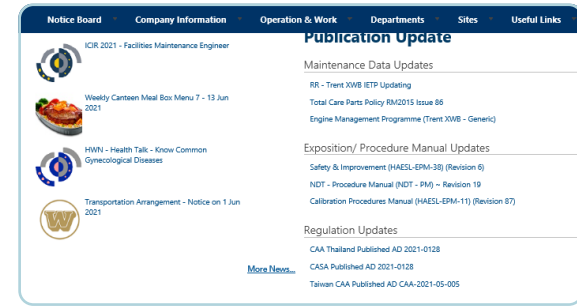 Notice Board Company Information Operation & Work Departments Sites Useful Links
ICIR 2021 - Facilities Maintenance Engineer
Weekly Canteen Meal Box Menu 7 - 13 Jun
2021
HWN - Health Talk - Know Common
Gynecological Diseases
Transportation Arrangement - Notice on 1 Jun
2021
More News...
Publication Update
Maintenance Data Updates
RR - Trent XWB IETP Updating
Total Care Parts Policy RM2015 Issue 86
Engine Management Programme (Trent XWB - Generic)
Exposition/ Procedure Manual Updates
Safety & Improvement (HAESL-EPM-38) (Revision 6)
NDT - Procedure Manual (NDT - PM) ~ Revision 19
Calibration Procedures Manual (HAESL-EPM-11) (Revision 87)
Regulation Updates
CAA Thailand Published AD 2021-0128
CASA Published AD 2021-0128
Taiwan CAA Published AD CAA-2021-05-005